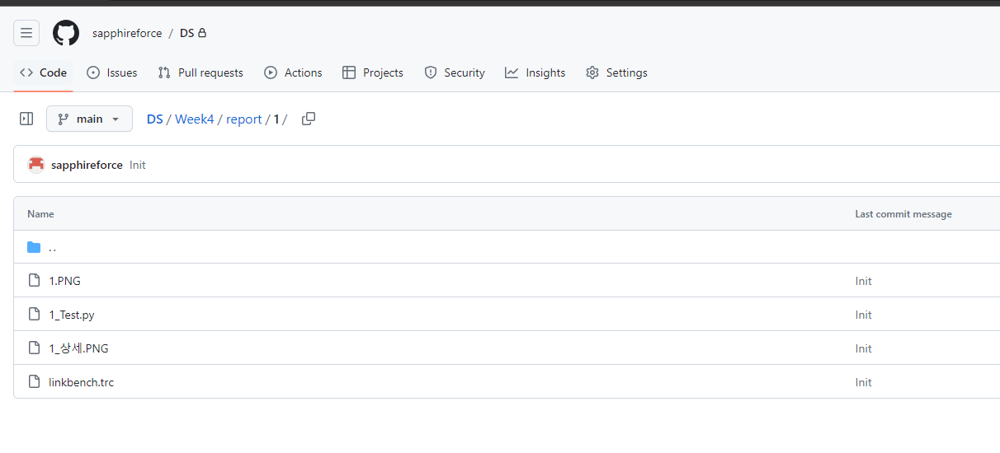 sapphireforce / DS
Code Issues Pull requests Actions Projects Security Insights Settings
main DS / Week4 / report / 1 /
sapphireforce Init
Name Last commit message
..
1.PNG Init
1_Test.py Init
1_상세.PNG Init
linkbench.trc Init